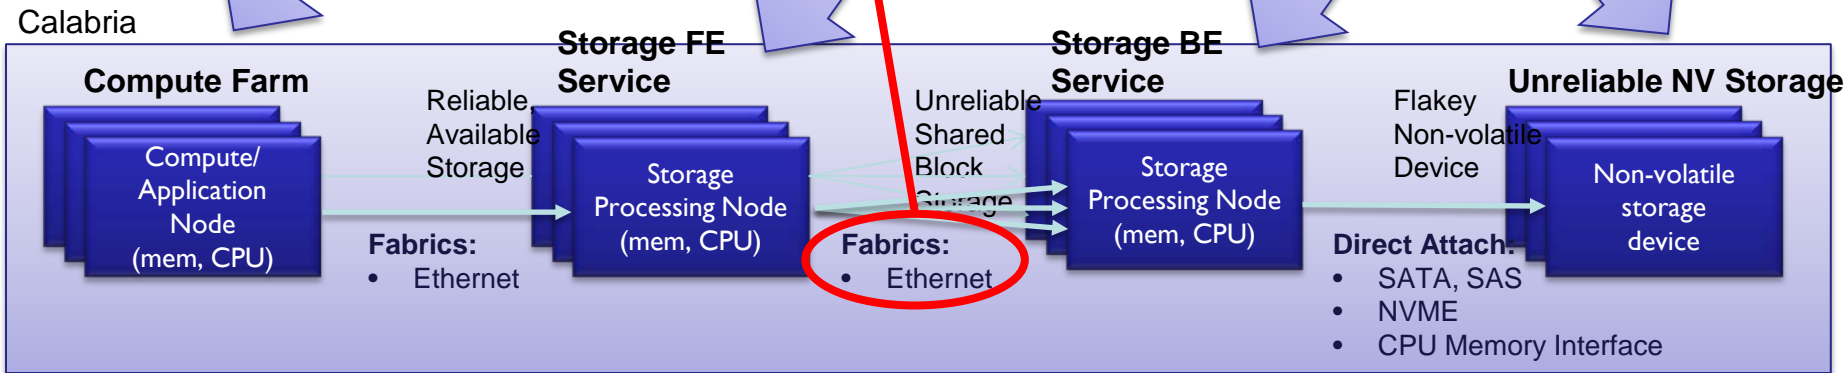 Calabria
Compute Farm
Compute/
Application
Node
(mem, CPU)
Reliable,
Available
Storage
Fabrics:
• Ethernet
Storage FE
Service
Storage
Processing Node
(mem, CPU)
Unreliable
Shared
Block
Storage
Fabrics:
• Ethernet
Storage BE
Service
Storage
Processing Node
(mem, CPU)
Flakey
Non-volatile
Device
Direct Attach:
• SATA, SAS
• NVME
• CPU Memory Interface
Unreliable NV Storage
Non-volatile
storage
device